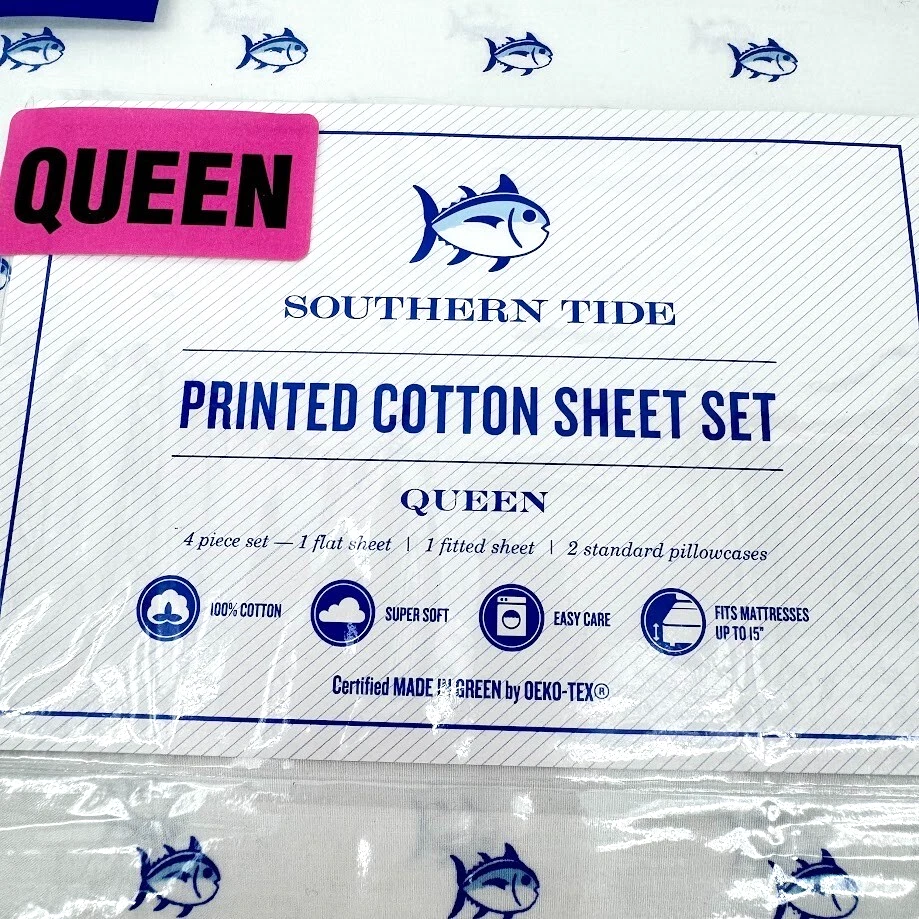 QUEEN
SOUTHERN TIDE
PRINTED COTTON SHEET SET
QUEEN
4 piece set — 1 flat sheet | 1 fitted sheet | 2 standard pillowcases
100% COTTON
SUPER SOFT
EASY CARE
FITS MATTRESSES
UP TO 15"
Certified MADE IN GREEN by OEKO-TEX®